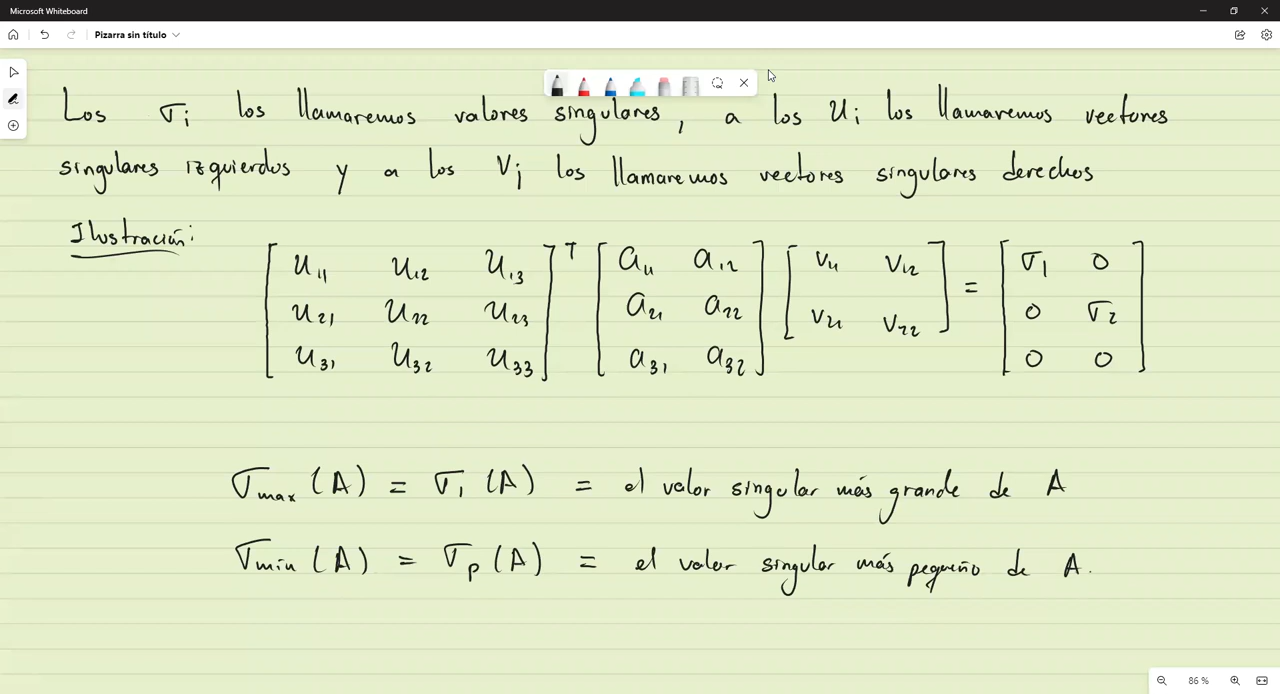 Microsoft Whiteboard
Pizarra sin título
Los σi los llamaremos valores singulares, a los ui los llamaremos vectores
singulares izquierdos y a los vi los llamaremos vectores singulares derechos
Ilustración:
[u11 u12 u13]T [a11 a12] [v11 v12] = [σ1 0]
[u21 u22 u23] [a21 a22] [v21 v22] [0 σ2]
[u31 u32 u33] [a31 a32] [0 0]
σmax (A) = σ1 (A) = el valor singular más grande de A
σmín (A) = σp (A) = el valor singular más pequeño de A.
86 %